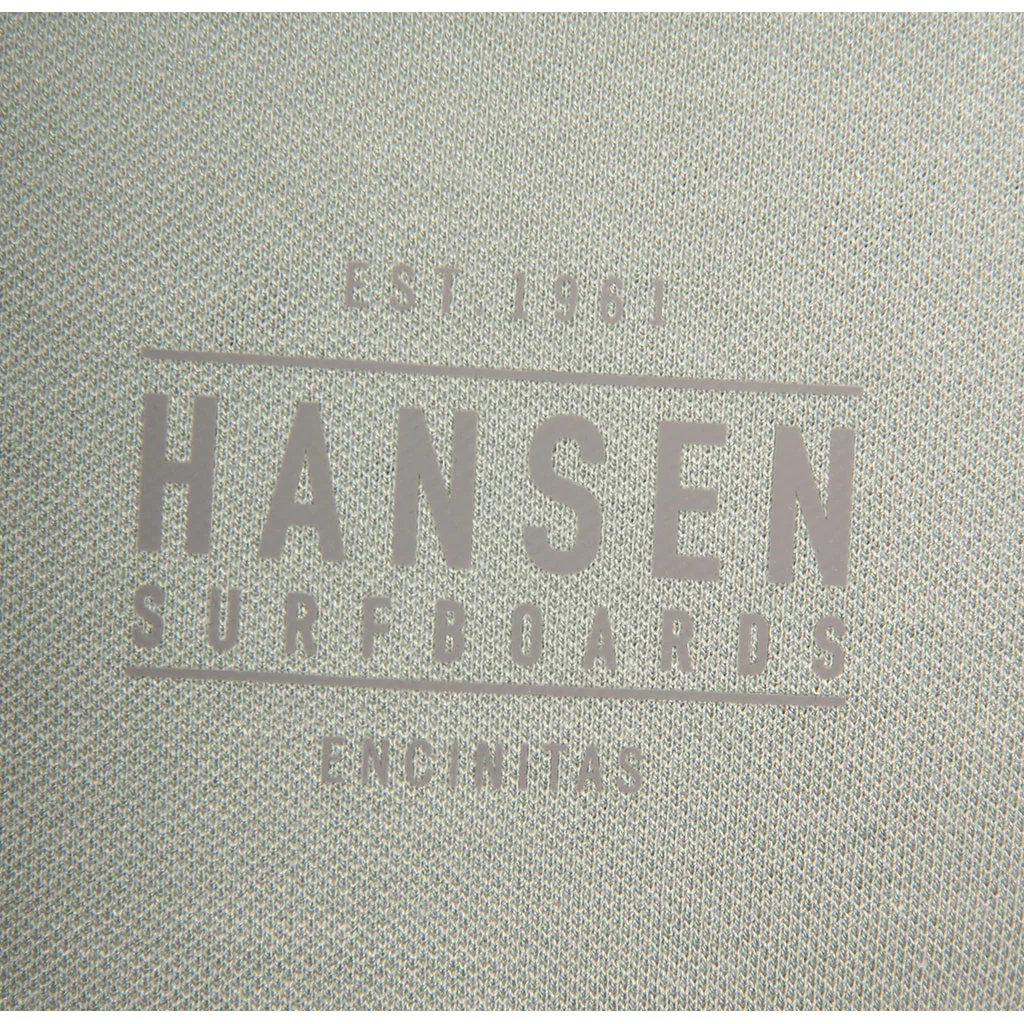 EST. 1961
HANSEN
SURFBOARDS
ENCINITAS